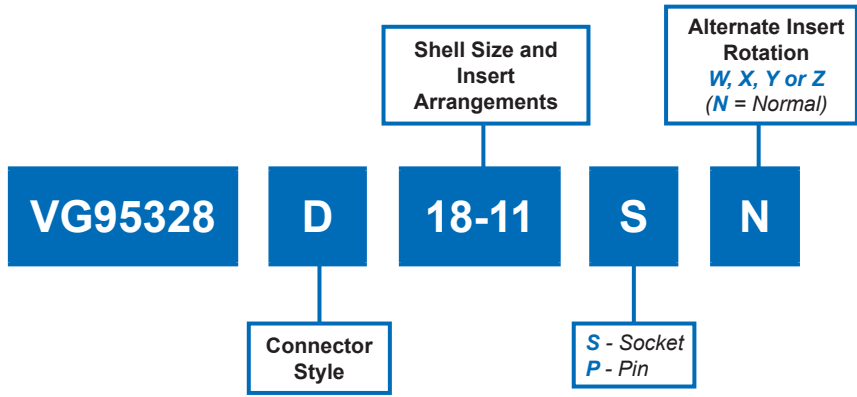 Shell Size and
Insert
Arrangements
Alternate Insert
Rotation
W, X, Y or Z
(N = Normal)
VG95328 D 18-11 S N
Connector
Style
S - Socket
P - Pin